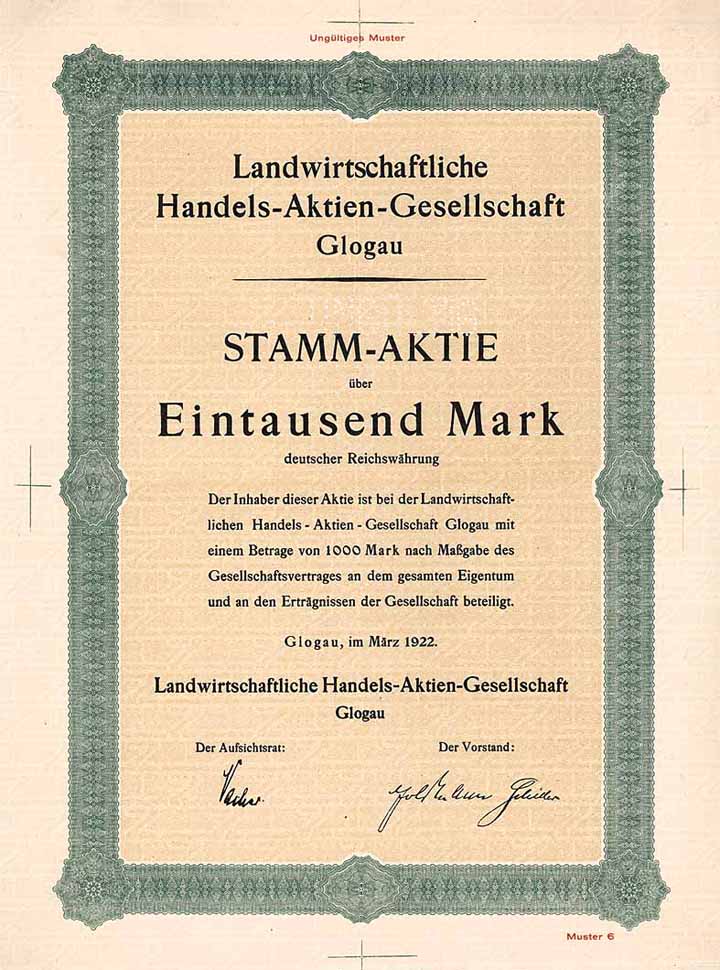 Ungültiges Muster
Landwirtschaftliche
Handels-Aktien-Gesellschaft
Glogau
STAMM-AKTIE
über
Eintausend Mark
deutscher Reichswährung
Der Inhaber dieser Aktie ist bei der Landwirtschaft-
lichen Handels - Aktien - Gesellschaft Glogau mit
einem Betrage von 1000 Mark nach Maßgabe des
Gesellschaftsvertrages an dem gesamten Eigentum
und an den Erträgnissen der Gesellschaft beteiligt.
Glogau, im März 1922.
Landwirtschaftliche Handels-Aktien-Gesellschaft
Glogau
Der Aufsichtsrat: Der Vorstand:
Muster 6